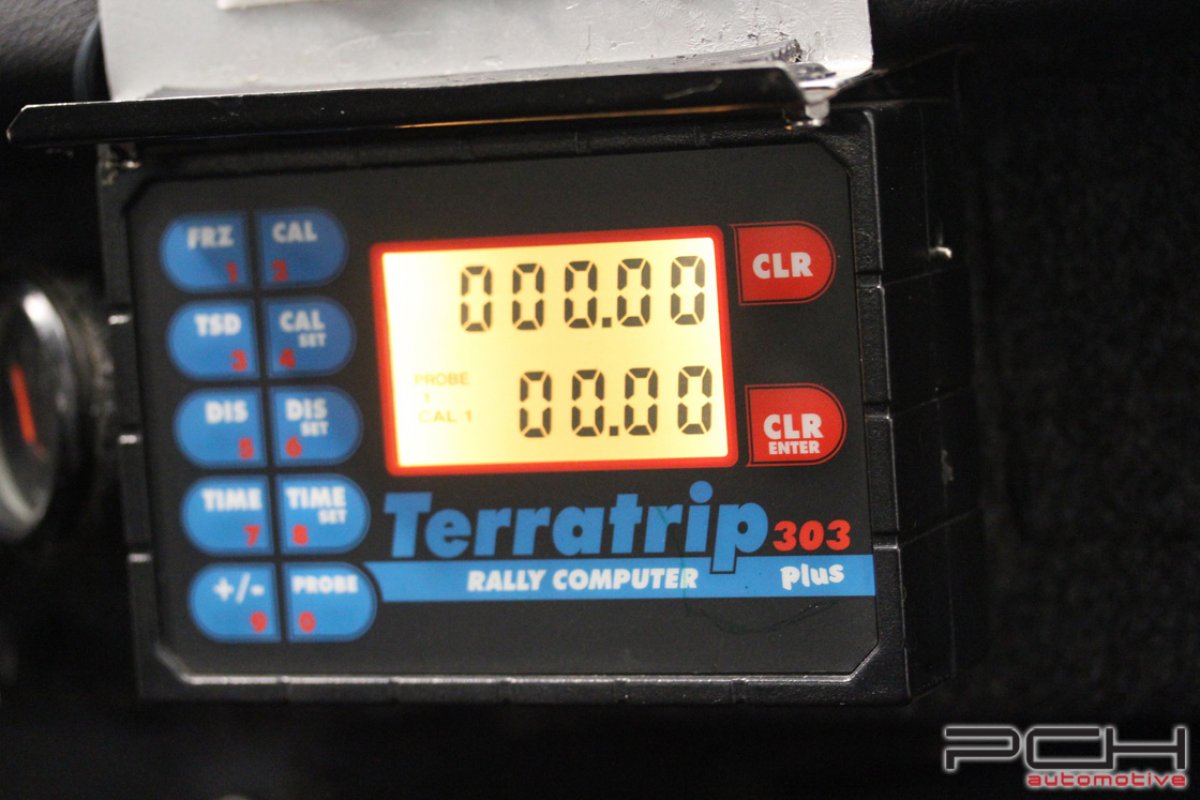 FRZ 1
CAL 2
TSD 3
CAL SET 4
DIS 5
DIS SET 6
TIME 7
TIME SET 8
+/- 9
PROBE 0
000.00
PROBE
1
CAL 1
00.00
CLR
CLR
ENTER
Terratrip 303
RALLY COMPUTER plus
PCH
automotive